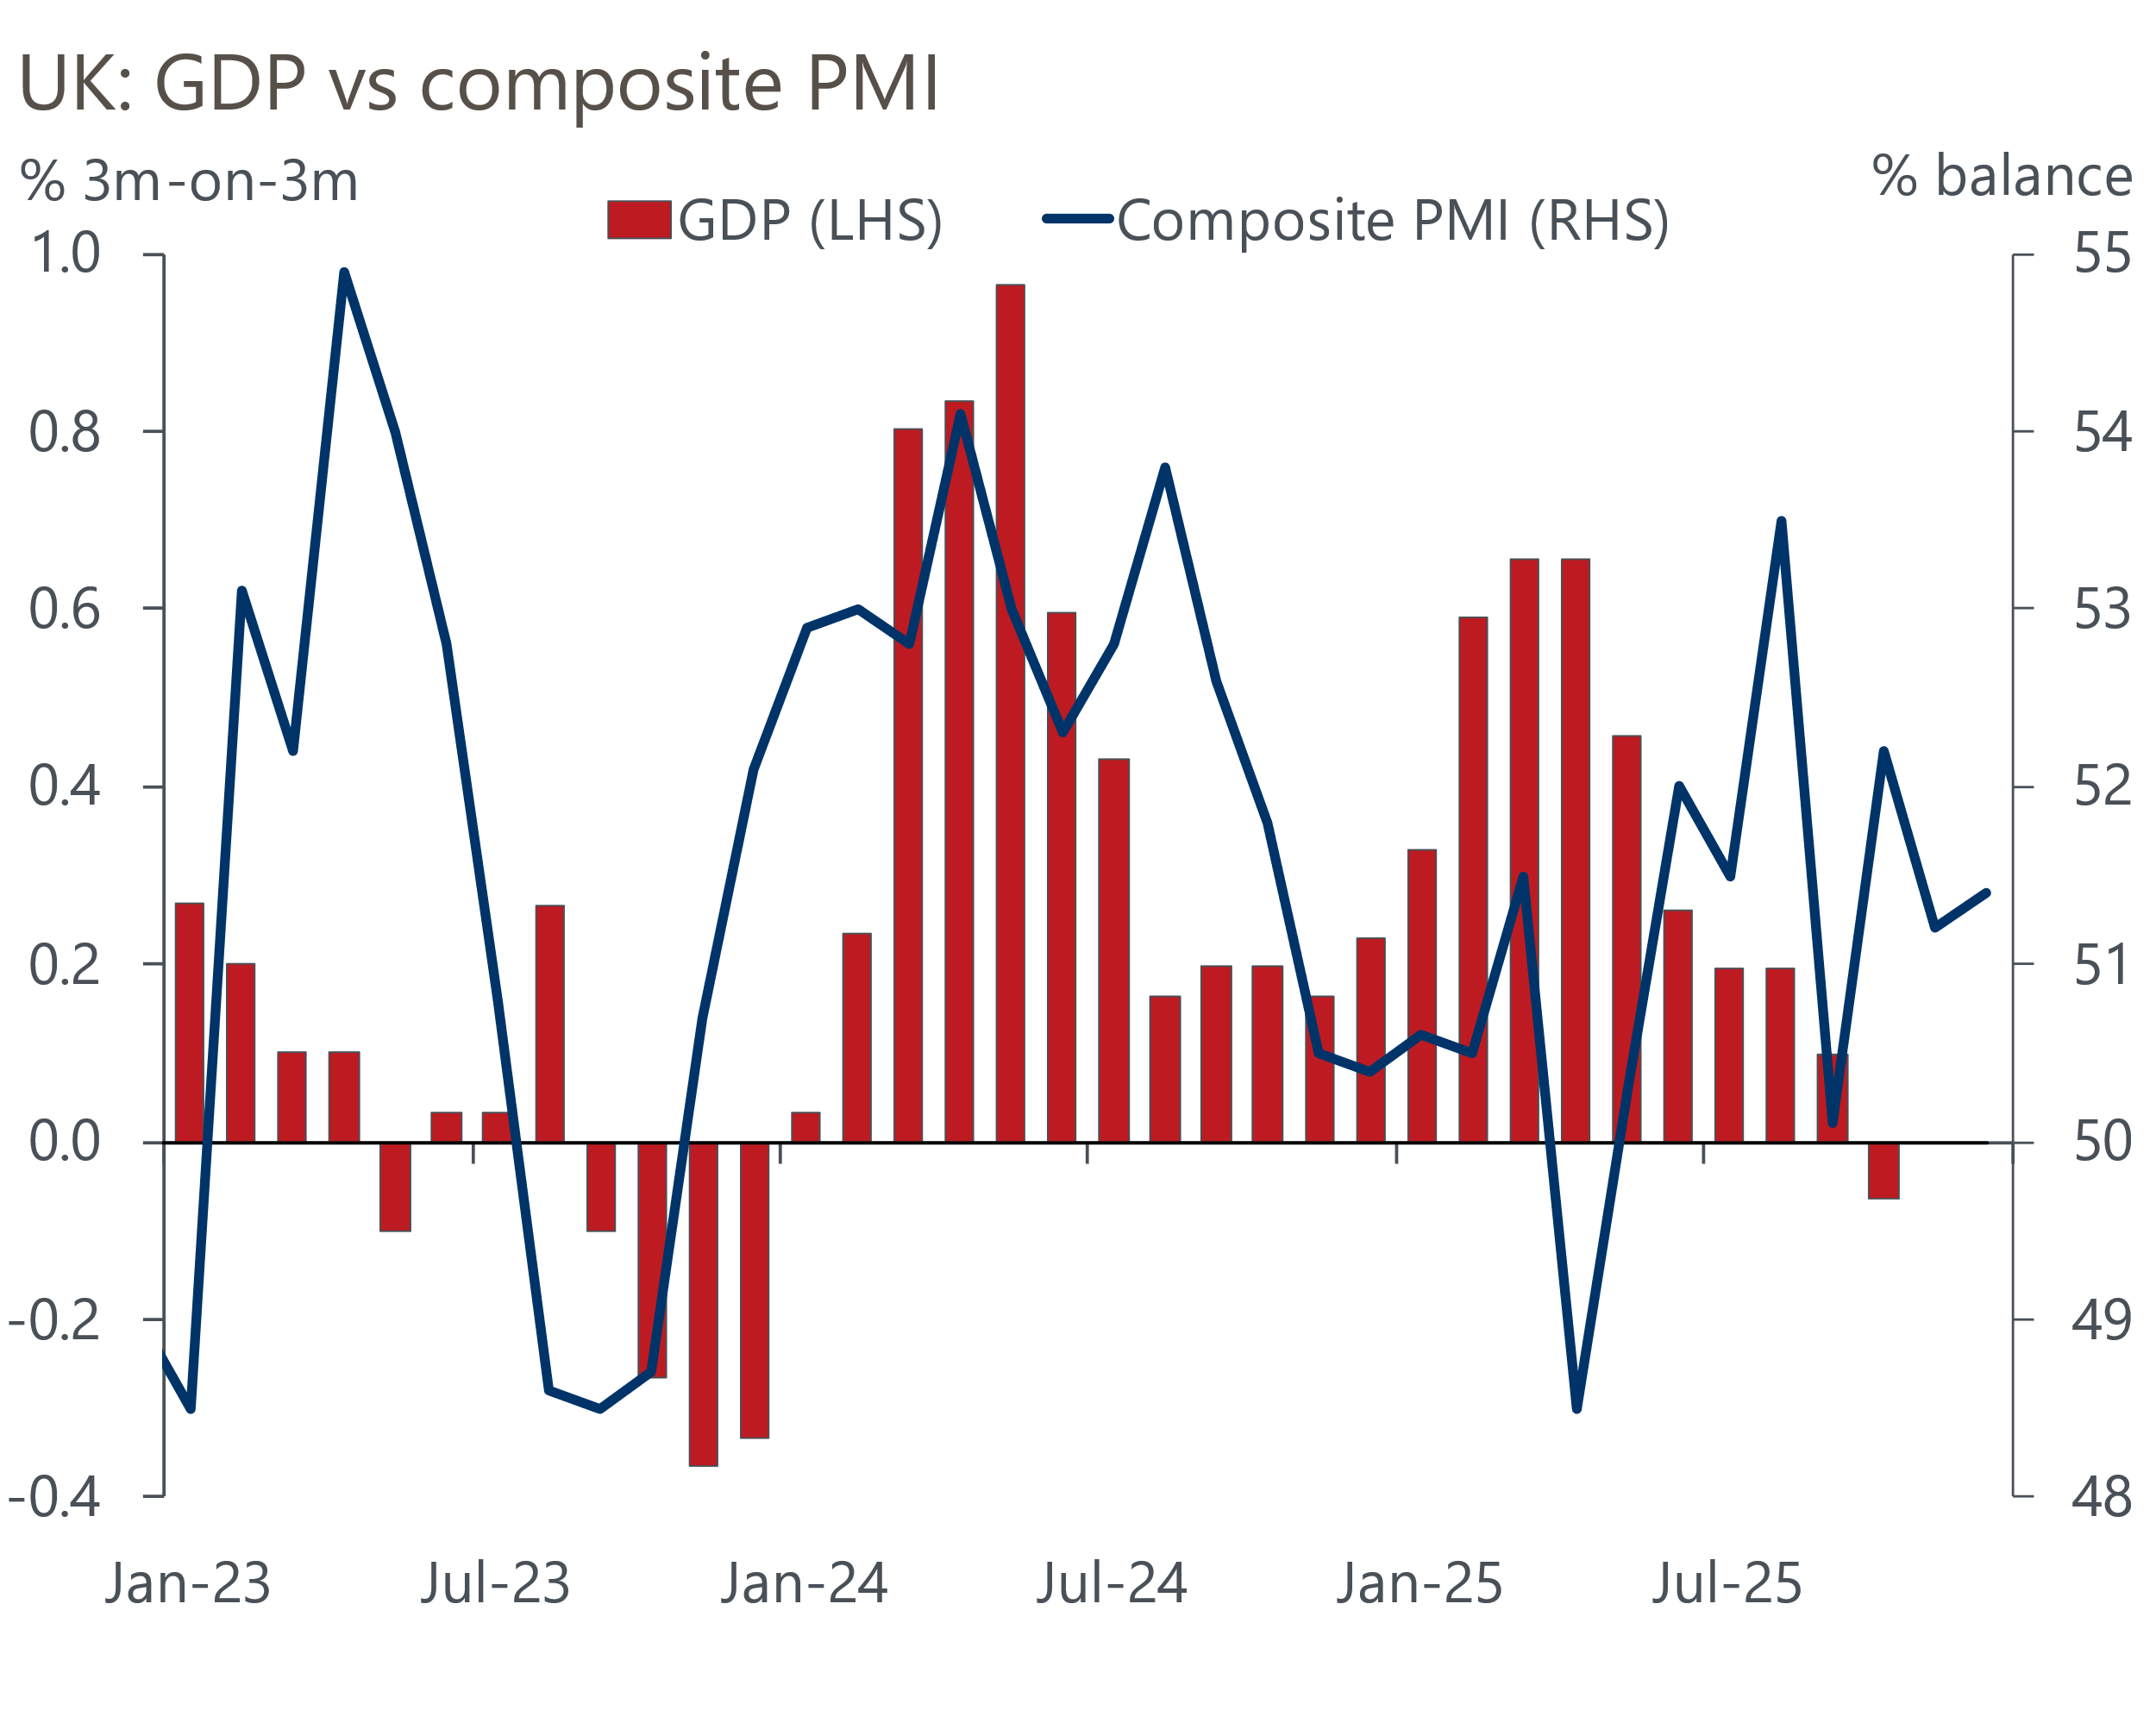 UK: GDP vs composite PMI
% 3m-on-3m
% balance
GDP (LHS)
Composite PMI (RHS)
1.0
55
0.8
54
0.6
53
0.4
52
0.2
51
0.0
50
-0.2
49
-0.4
48
Jan-23 Jul-23 Jan-24 Jul-24 Jan-25 Jul-25